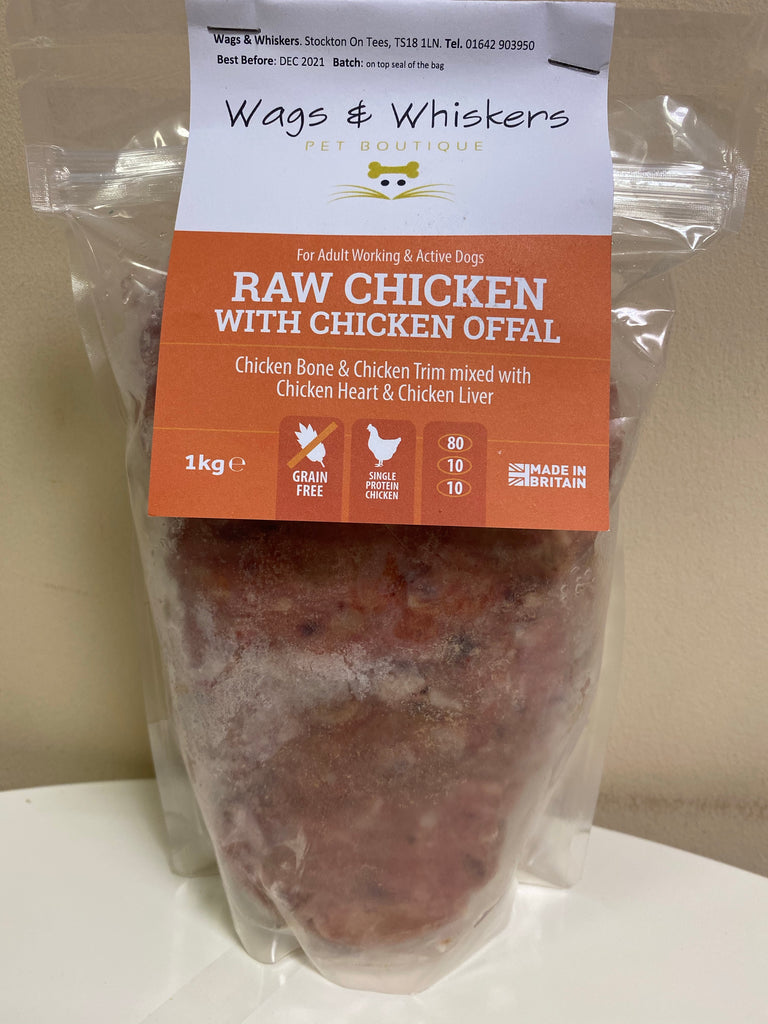 Wags & Whiskers. Stockton On Tees, TS18 1LN. Tel. 01642 903950
Best Before: DEC 2021 Batch: on top seal of the bag
Wags & Whiskers
PET BOUTIQUE
For Adult Working & Active Dogs
RAW CHICKEN
WITH CHICKEN OFFAL
Chicken Bone & Chicken Trim mixed with
Chicken Heart & Chicken Liver
1kg ℮
GRAIN
FREE
SINGLE
PROTEIN
CHICKEN
80
10
10
MADE IN
BRITAIN